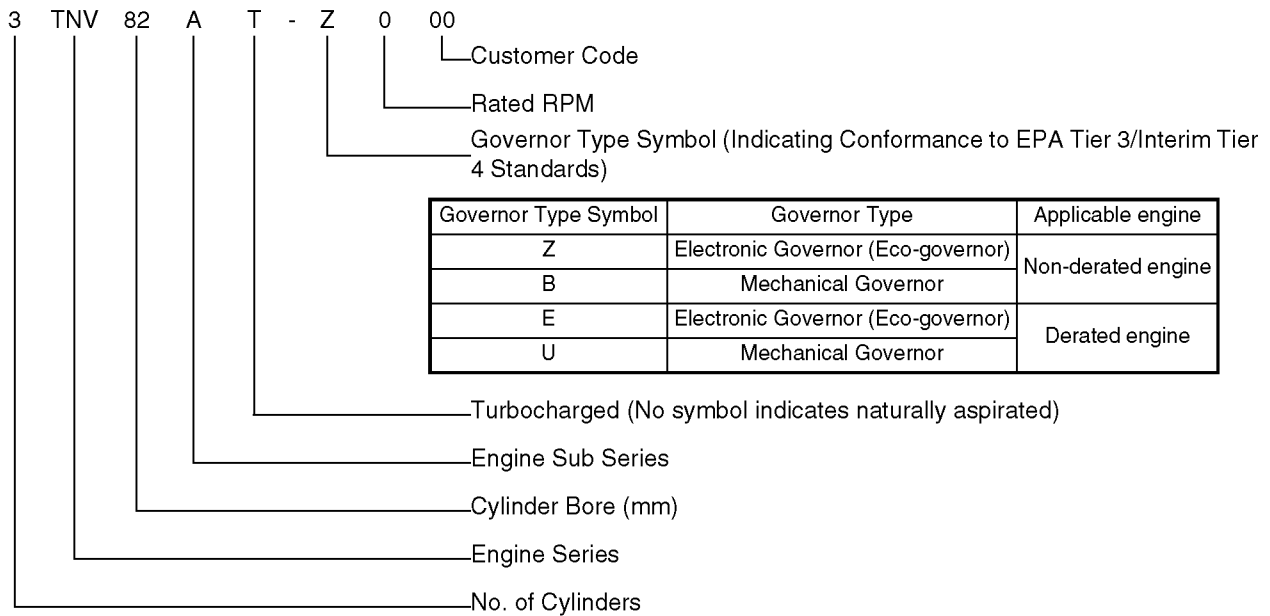 3 TNV 82 A T - Z 0 00
Customer Code
Rated RPM
Governor Type Symbol (Indicating Conformance to EPA Tier 3/Interim Tier
4 Standards)
Governor Type Symbol Governor Type Applicable engine
Z Electronic Governor (Eco-governor) Non-derated engine
B Mechanical Governor
E Electronic Governor (Eco-governor) Derated engine
U Mechanical Governor
Turbocharged (No symbol indicates naturally aspirated)
Engine Sub Series
Cylinder Bore (mm)
Engine Series
No. of Cylinders